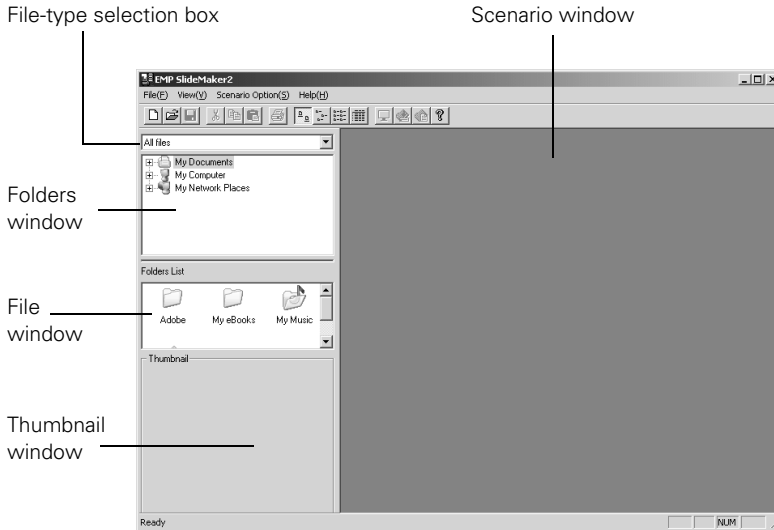 File-type selection box
Scenario window
EMP SlideMaker2
File(F) View(V) Scenario Option(S) Help(H)
All files
My Documents
My Computer
My Network Places
Folders
window
Folders List
Adobe My eBooks My Music
File
window
Thumbnail
Thumbnail
window
Ready NUM